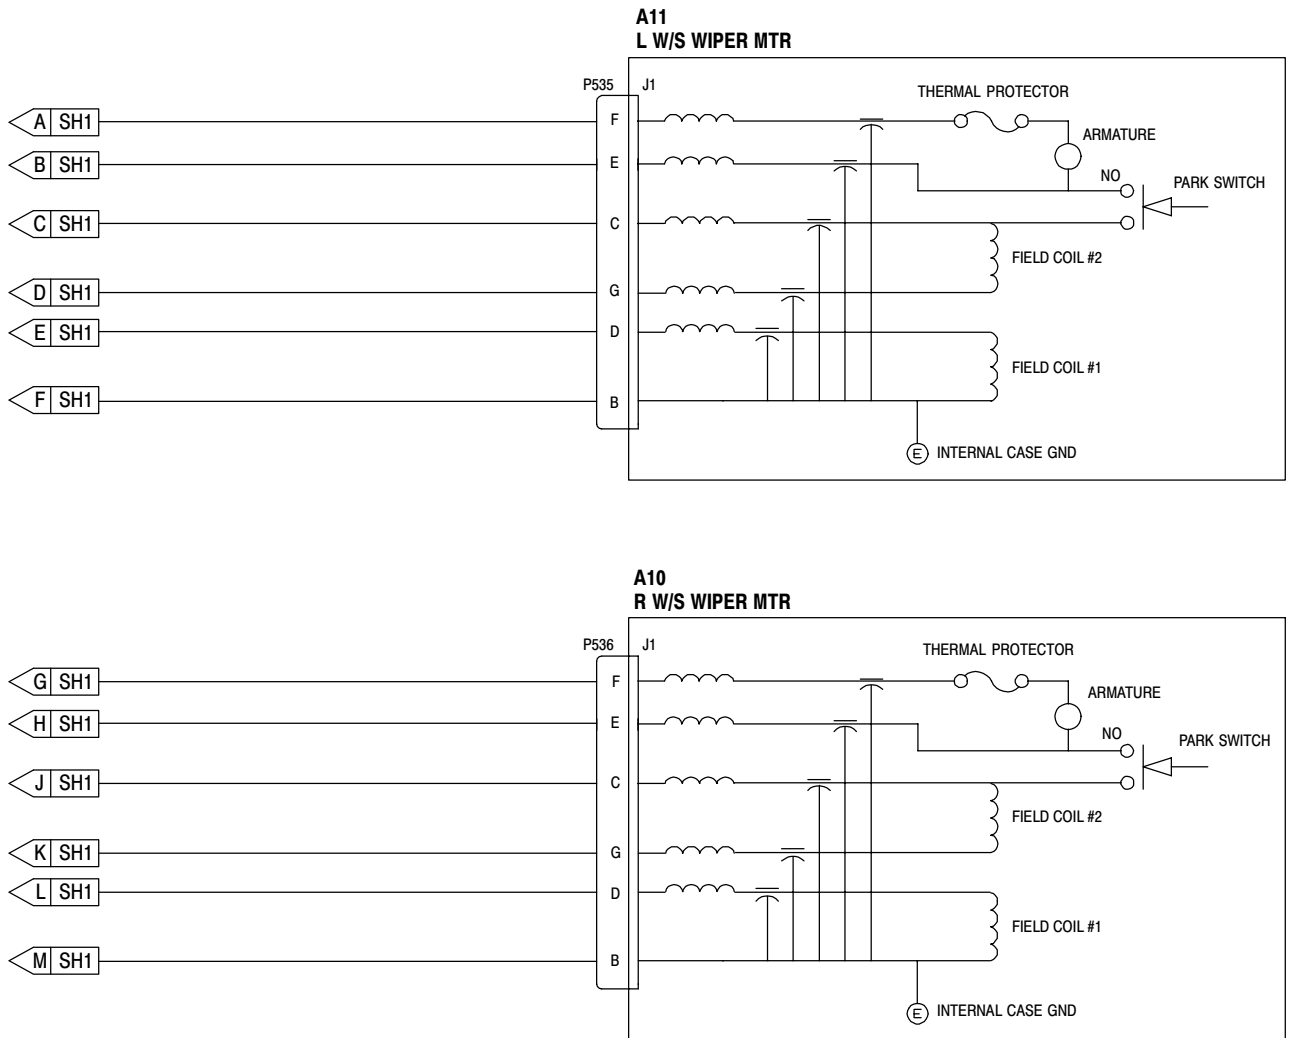 A11
L W/S WIPER MTR
P535 J1
THERMAL PROTECTOR
A SH1 F
ARMATURE
B SH1 E
NO
PARK SWITCH
C SH1 C
FIELD COIL #2
D SH1 G
E SH1 D
FIELD COIL #1
F SH1 B
E INTERNAL CASE GND
A10
R W/S WIPER MTR
P536 J1
THERMAL PROTECTOR
G SH1 F
ARMATURE
H SH1 E
NO
PARK SWITCH
J SH1 C
FIELD COIL #2
K SH1 G
L SH1 D
FIELD COIL #1
M SH1 B
E INTERNAL CASE GND